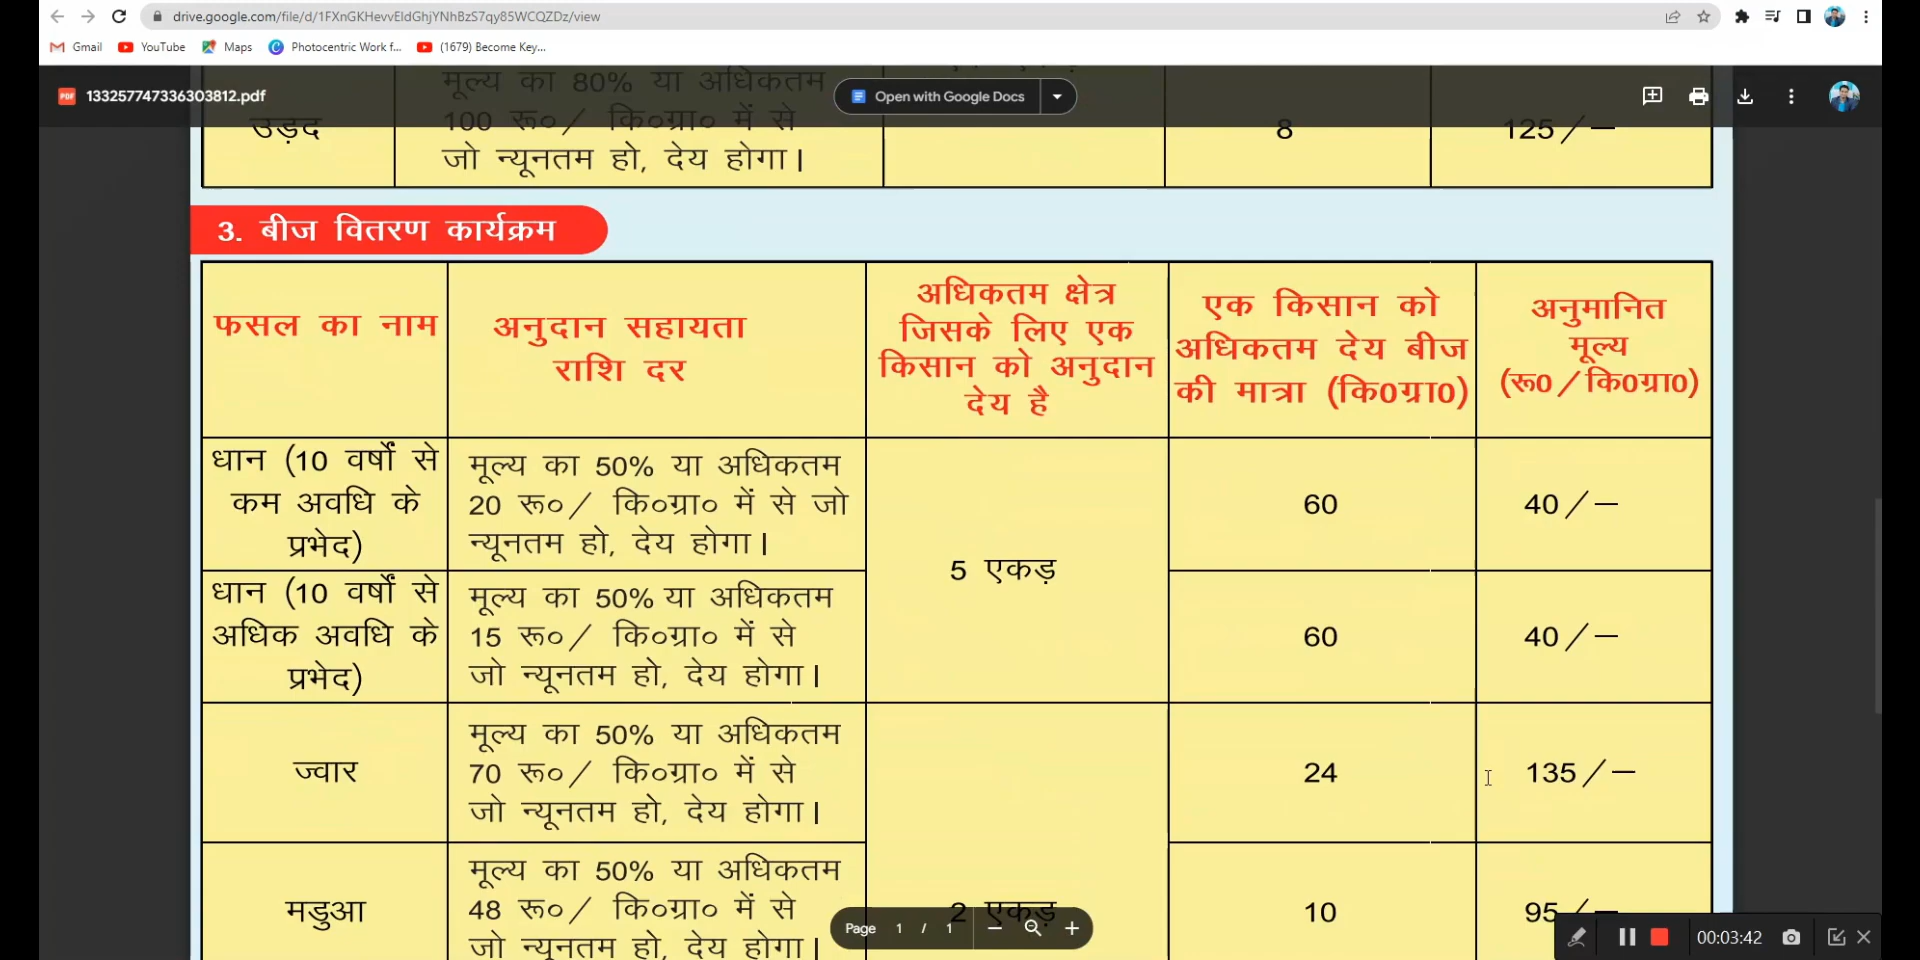 drive.google.com/file/d/1FXnGKHevvEldGhjYNhBzS7qy85WCQZDz/view
Gmail YouTube Maps Photocentric Work f... (1679) Become Key...
133257747336303812.pdf
Open with Google Docs
उड़द
मूल्य का 80% या अधिकतम
100 रू०/ कि०ग्रा० में से
जो न्यूनतम हो, देय होगा।
8
125/—
3. बीज वितरण कार्यक्रम
फसल का नाम
अनुदान सहायता
राशि दर
अधिकतम क्षेत्र
जिसके लिए एक
किसान को अनुदान
देय है
एक किसान को
अधिकतम देय बीज
की मात्रा (कि0ग्रा0)
अनुमानित
मूल्य
(रू0/कि0ग्रा0)
धान (10 वर्षों से
कम अवधि के
प्रभेद)
मूल्य का 50% या अधिकतम
20 रू०/ कि०ग्रा० में से जो
न्यूनतम हो, देय होगा।
5 एकड़
60
40/—
धान (10 वर्षों से
अधिक अवधि के
प्रभेद)
मूल्य का 50% या अधिकतम
15 रू०/ कि०ग्रा० में से
जो न्यूनतम हो, देय होगा।
60
40/—
ज्वार
मूल्य का 50% या अधिकतम
70 रू०/ कि०ग्रा० में से
जो न्यूनतम हो, देय होगा।
24
135/—
मडुआ
मूल्य का 50% या अधिकतम
48 रू०/ कि०ग्रा० में से
जो न्यूनतम हो, देय होगा।
2 एकड़
10
95/—
Page 1 / 1
00:03:42